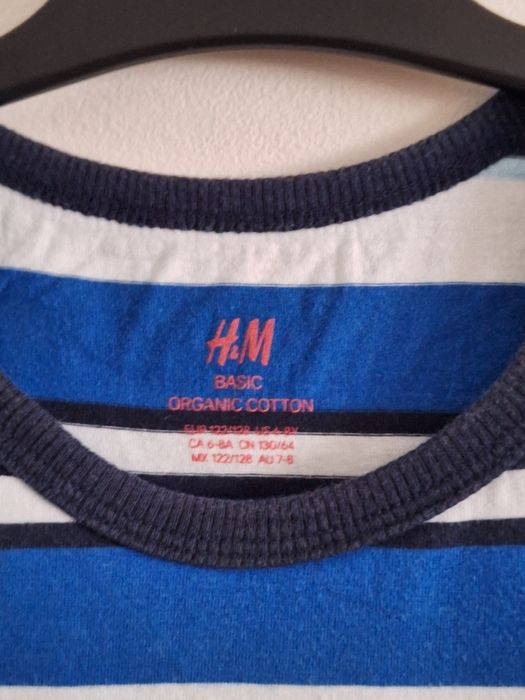 H&M
BASIC
ORGANIC COTTON
EUR 122/128 US 6-8Y
CA 6-8A CN 130/64
MX 122/128 AU 7-8